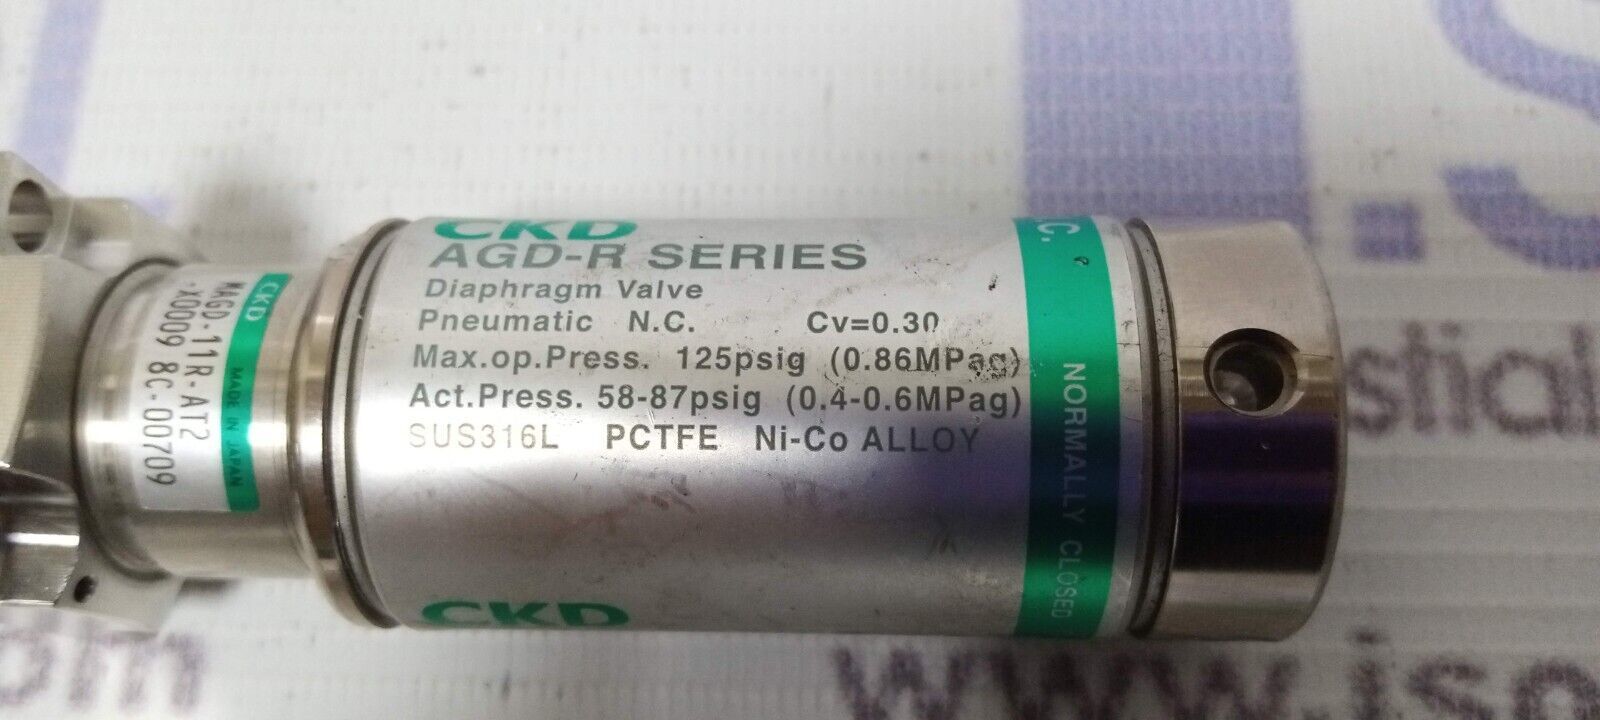 CKD
AGD-R SERIES
Diaphragm Valve
Pneumatic N.C. Cv=0.30
Max.op.Press. 125psig (0.86MPag)
Act.Press. 58-87psig (0.4-0.6MPag)
SUS316L PCTFE Ni-Co ALLOY
CKD
.C.
NORMALLY CLOSED
CKD MADE IN JAPAN
MAGD-11R-AT2
-X0009 8C-00709
www.iso
om